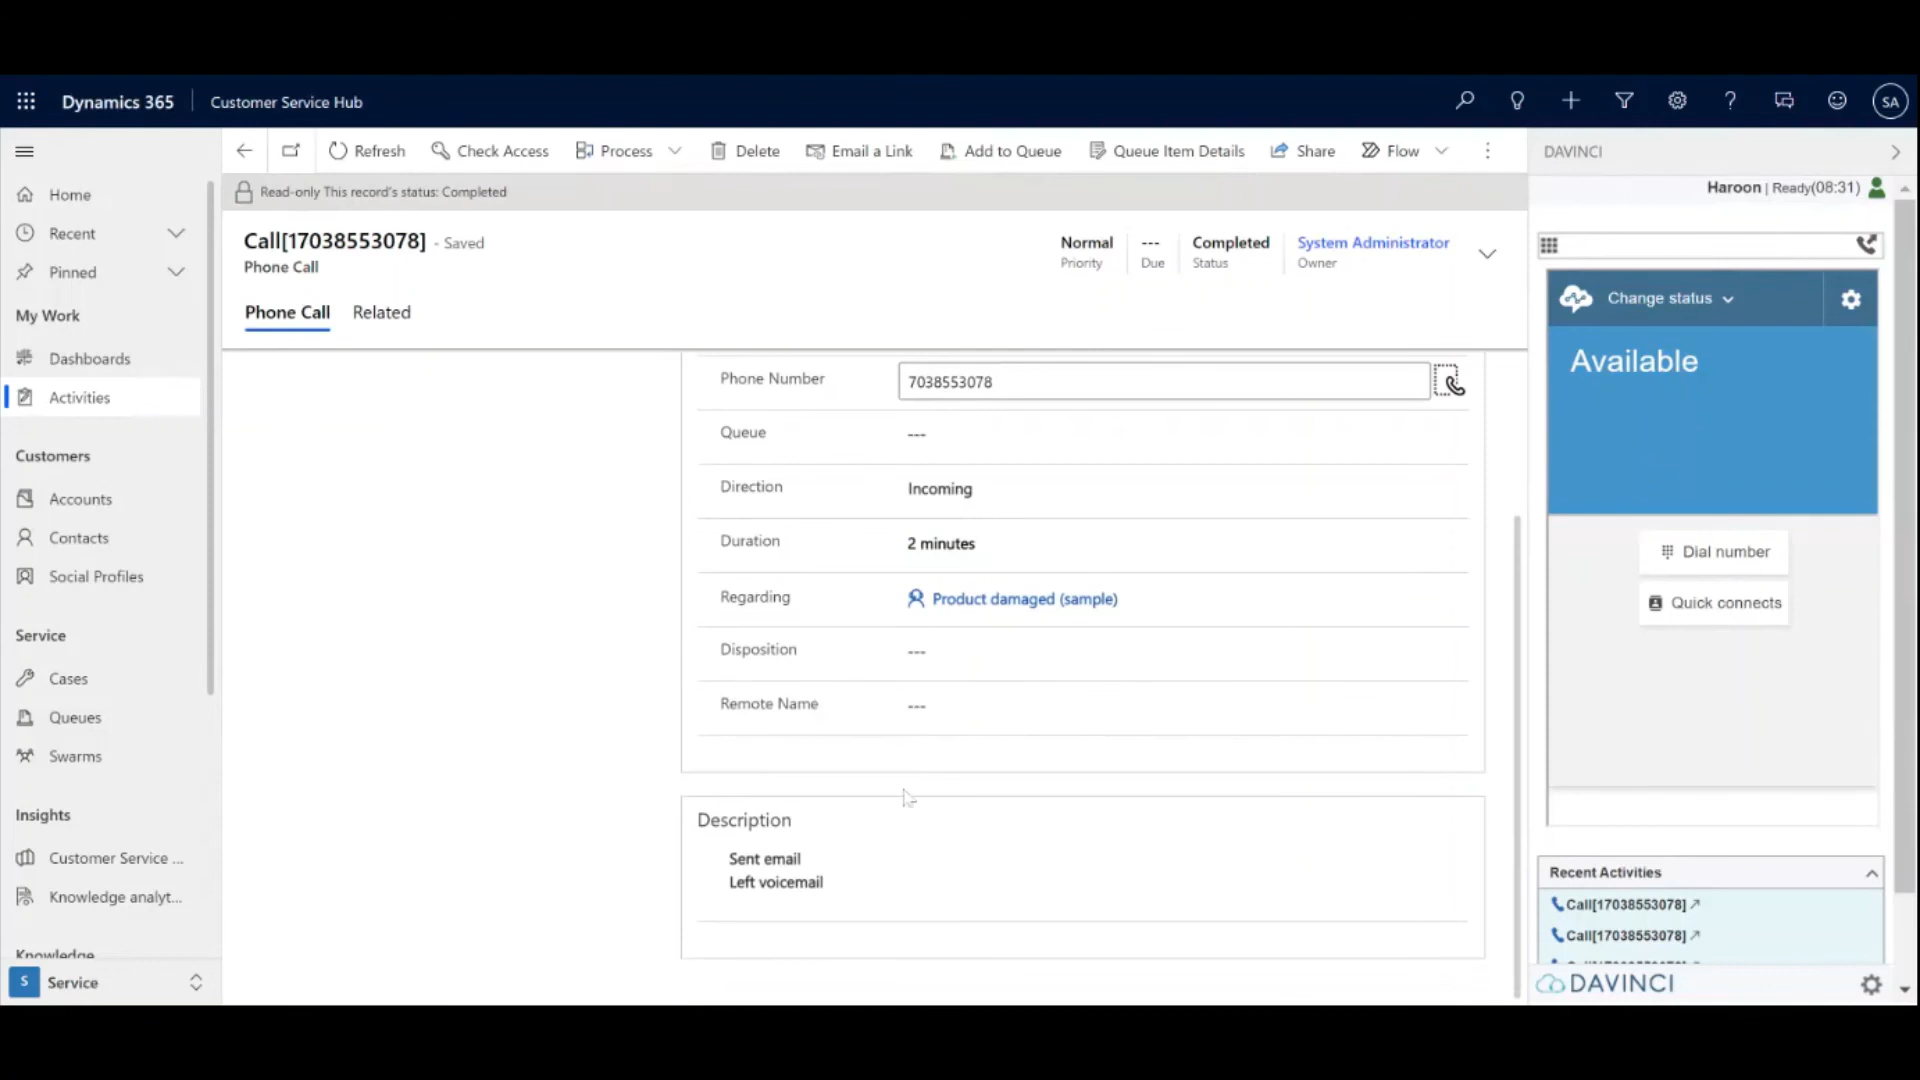 Dynamics 365
Customer Service Hub
SA
Home
Recent
Pinned
My Work
Dashboards
Activities
Customers
Accounts
Contacts
Social Profiles
Service
Cases
Queues
Swarms
Insights
Customer Service ...
Knowledge analyt...
Knowledge
S Service
Refresh
Check Access
Process
Delete
Email a Link
Add to Queue
Queue Item Details
Share
Flow
Read-only This record's status: Completed
Call[17038553078] - Saved
Phone Call
Normal
Priority
---
Due
Completed
Status
System Administrator
Owner
Phone Call
Related
Phone Number 7038553078
Queue ---
Direction Incoming
Duration 2 minutes
Regarding Product damaged (sample)
Disposition ---
Remote Name ---
Description
Sent email
Left voicemail
DAVINCI
Haroon | Ready(08:31)
Change status
Available
Dial number
Quick connects
Recent Activities
Call[17038553078]
Call[17038553078]
DAVINCI